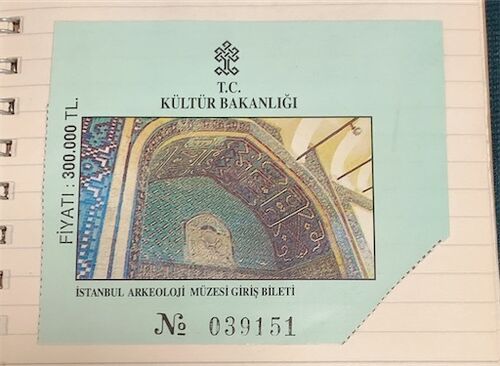 T.C.
KÜLTÜR BAKANLIĞI
FİYATI : 300.000 TL.
İSTANBUL ARKEOLOJİ MÜZESİ GİRİŞ BİLETİ
№ 039151